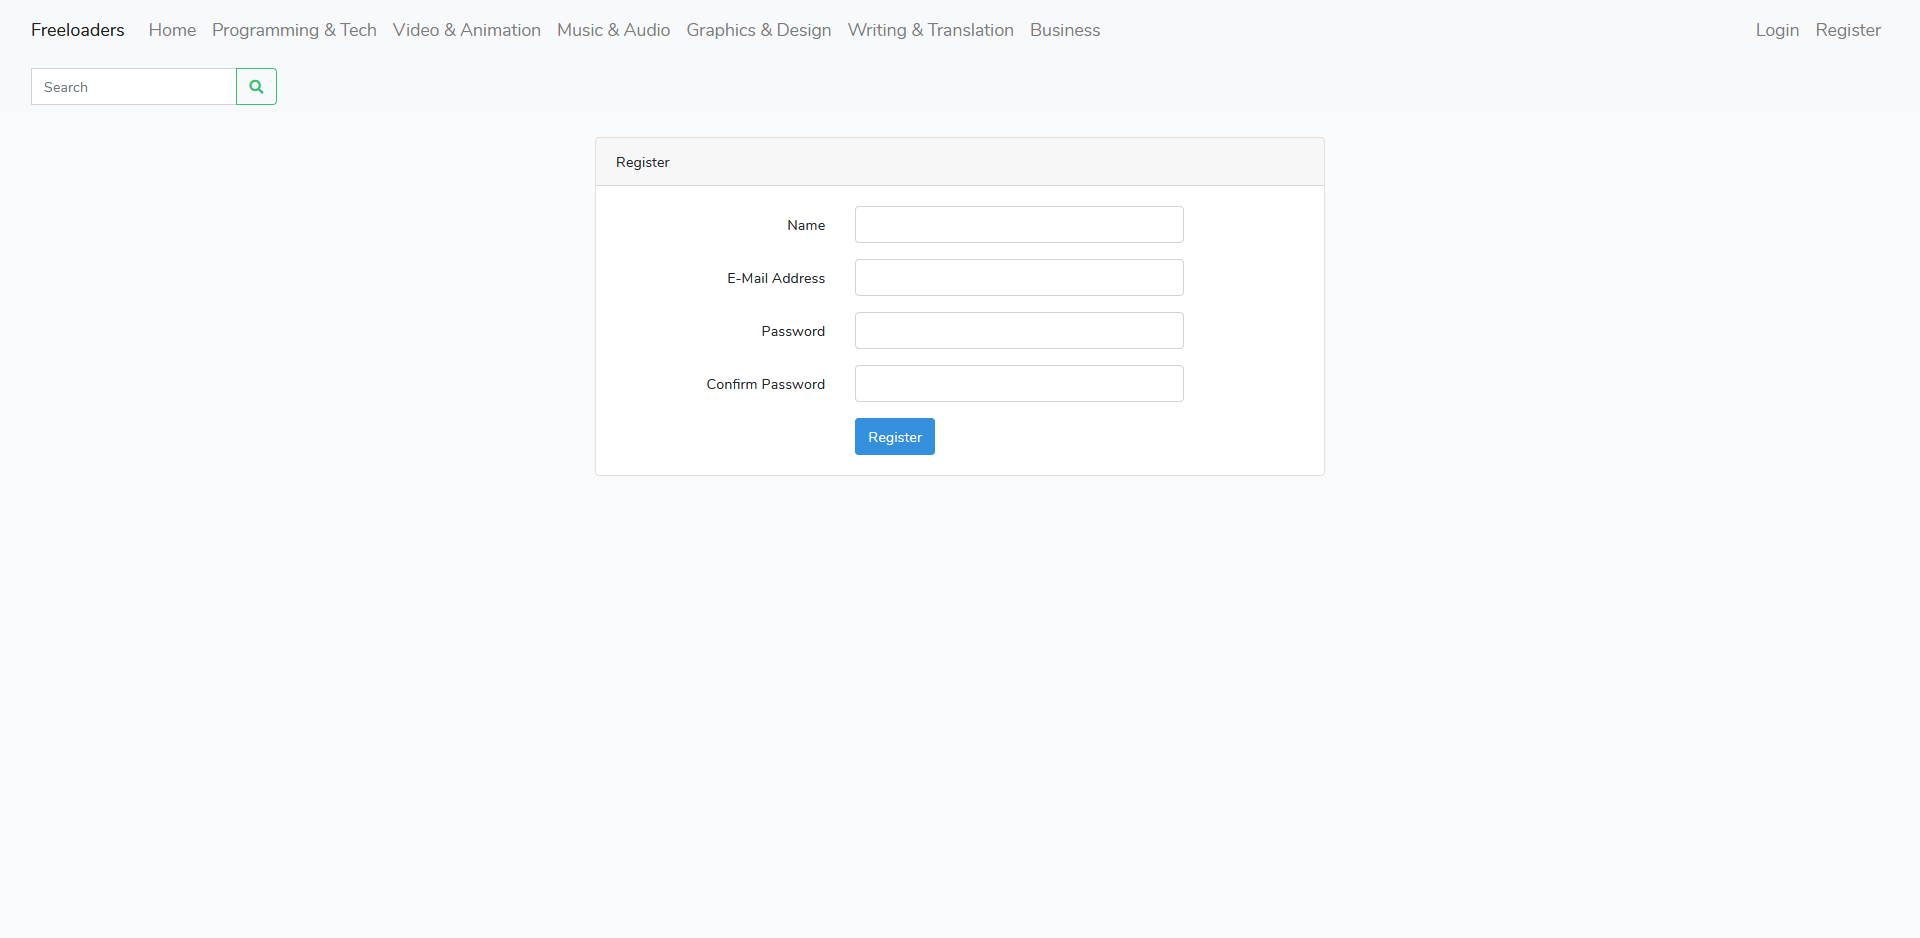 Freeloaders Home Programming & Tech Video & Animation Music & Audio Graphics & Design Writing & Translation Business Login Register
Search
Register
Name
E-Mail Address
Password
Confirm Password
Register